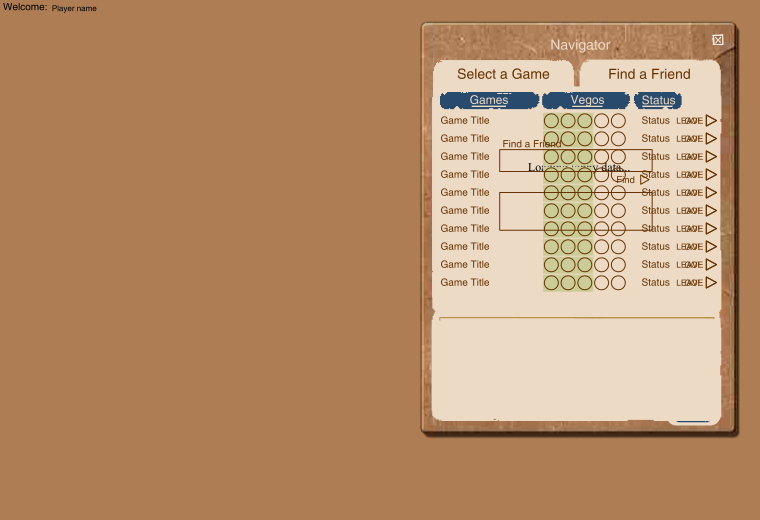 Welcome: Player name
Navigator
Select a Game Find a Friend
Games Vegos Status
Game Title Status LEAVE
Game Title Status LEAVE
Find a Friend
Game Title Status LEAVE
data...
Game Title Status LEAVE
Find
Game Title Status LEAVE
Game Title Status LEAVE
Game Title Status LEAVE
Game Title Status LEAVE
Game Title Status LEAVE
Game Title Status LEAVE